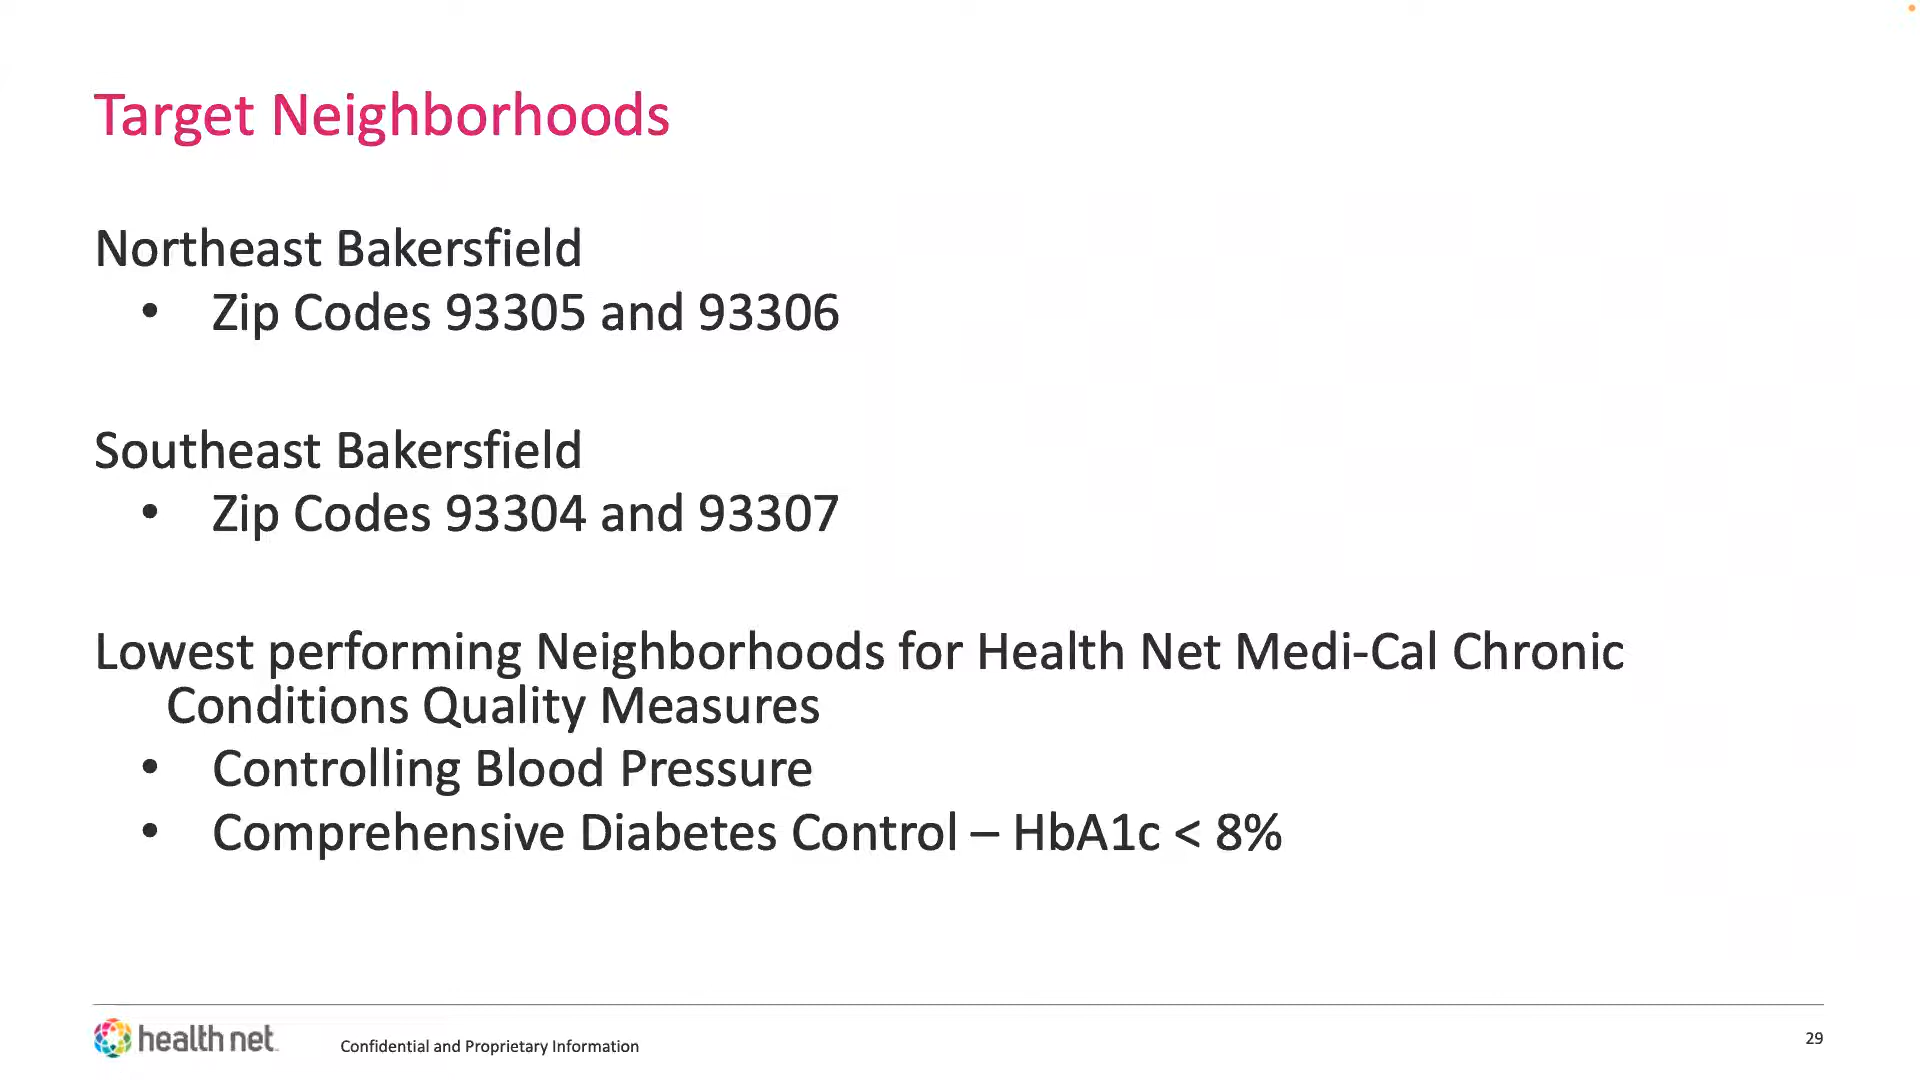 Target Neighborhoods
Northeast Bakersfield
• Zip Codes 93305 and 93306
Southeast Bakersfield
• Zip Codes 93304 and 93307
Lowest performing Neighborhoods for Health Net Medi-Cal Chronic
Conditions Quality Measures
• Controlling Blood Pressure
• Comprehensive Diabetes Control – HbA1c < 8%
health net
Confidential and Proprietary Information
29